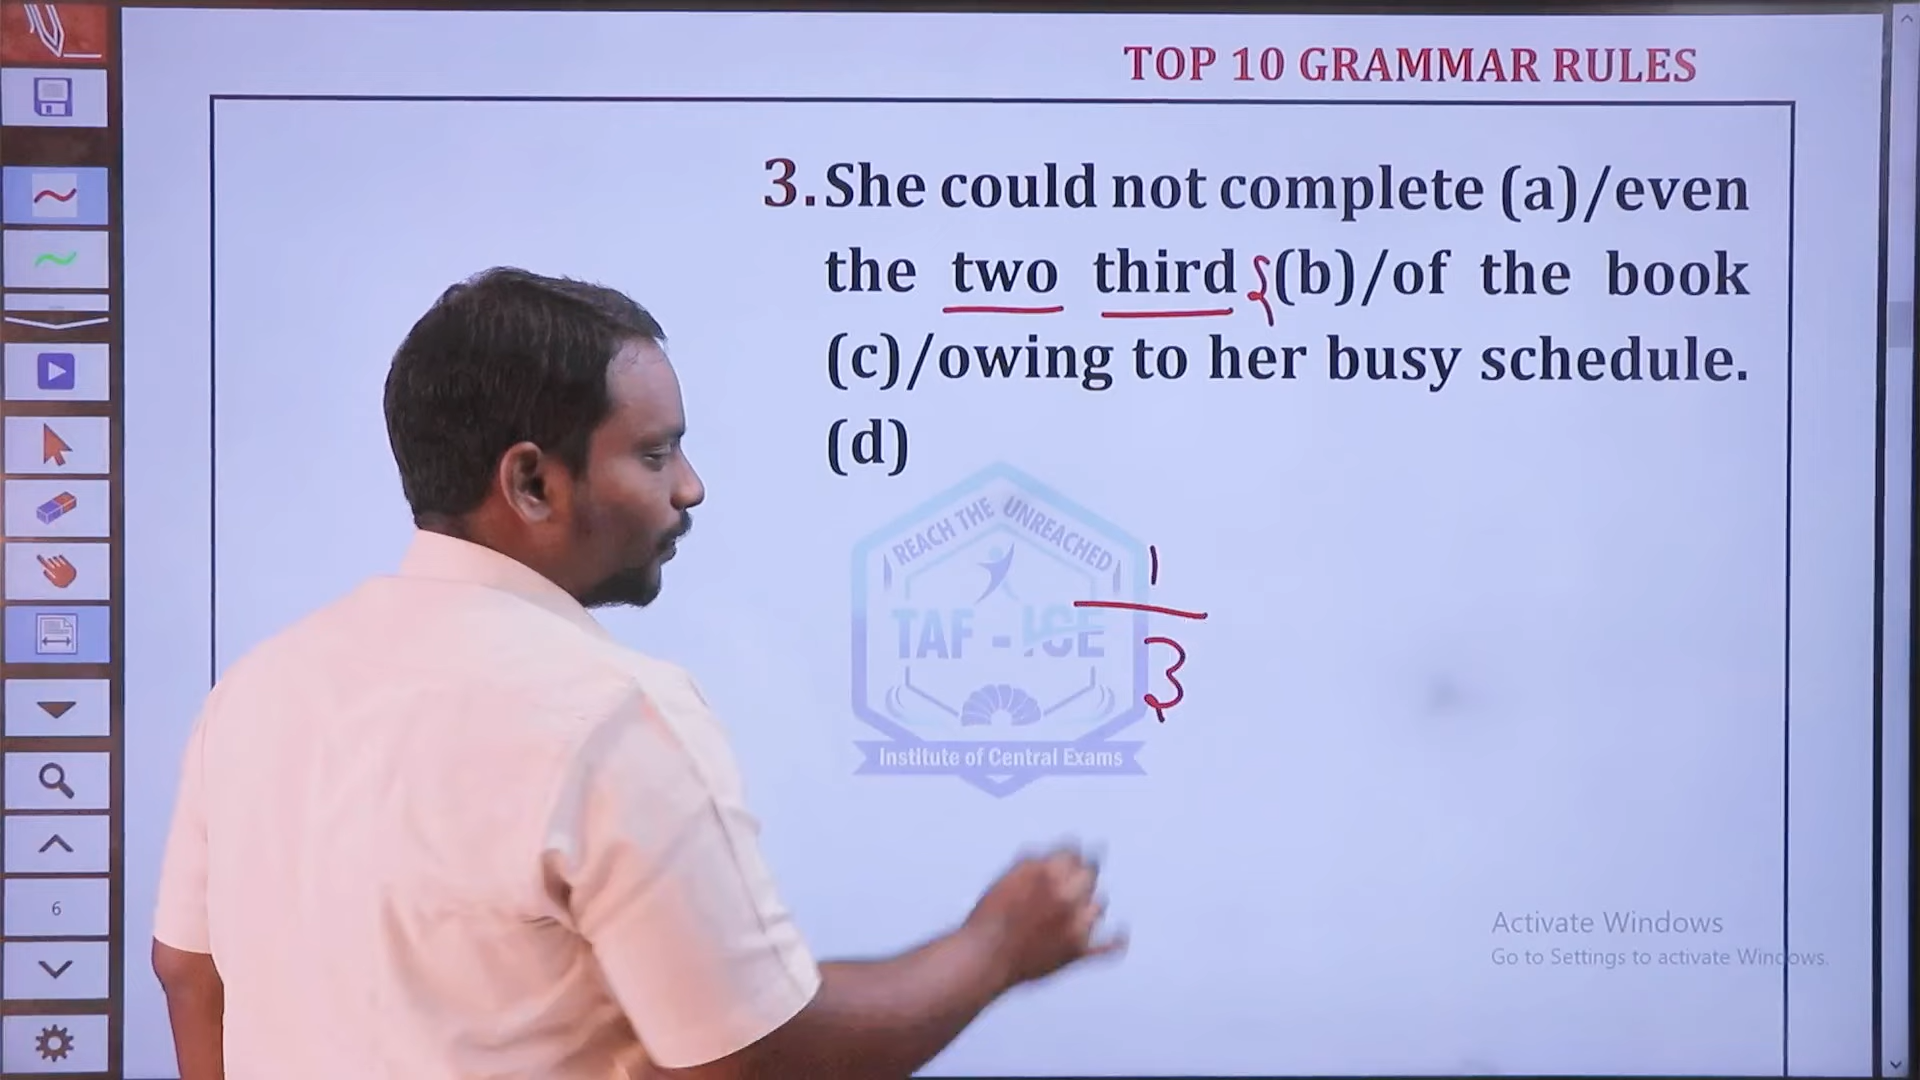 TOP 10 GRAMMAR RULES
3. She could not complete (a)/even
the two third s (b)/of the book
(c)/owing to her busy schedule.
(d)
REACH THE UNREACHED
TAF - ICE
Institute of Central Exams
1
3
6
Activate Windows
Go to Settings to activate Windows.